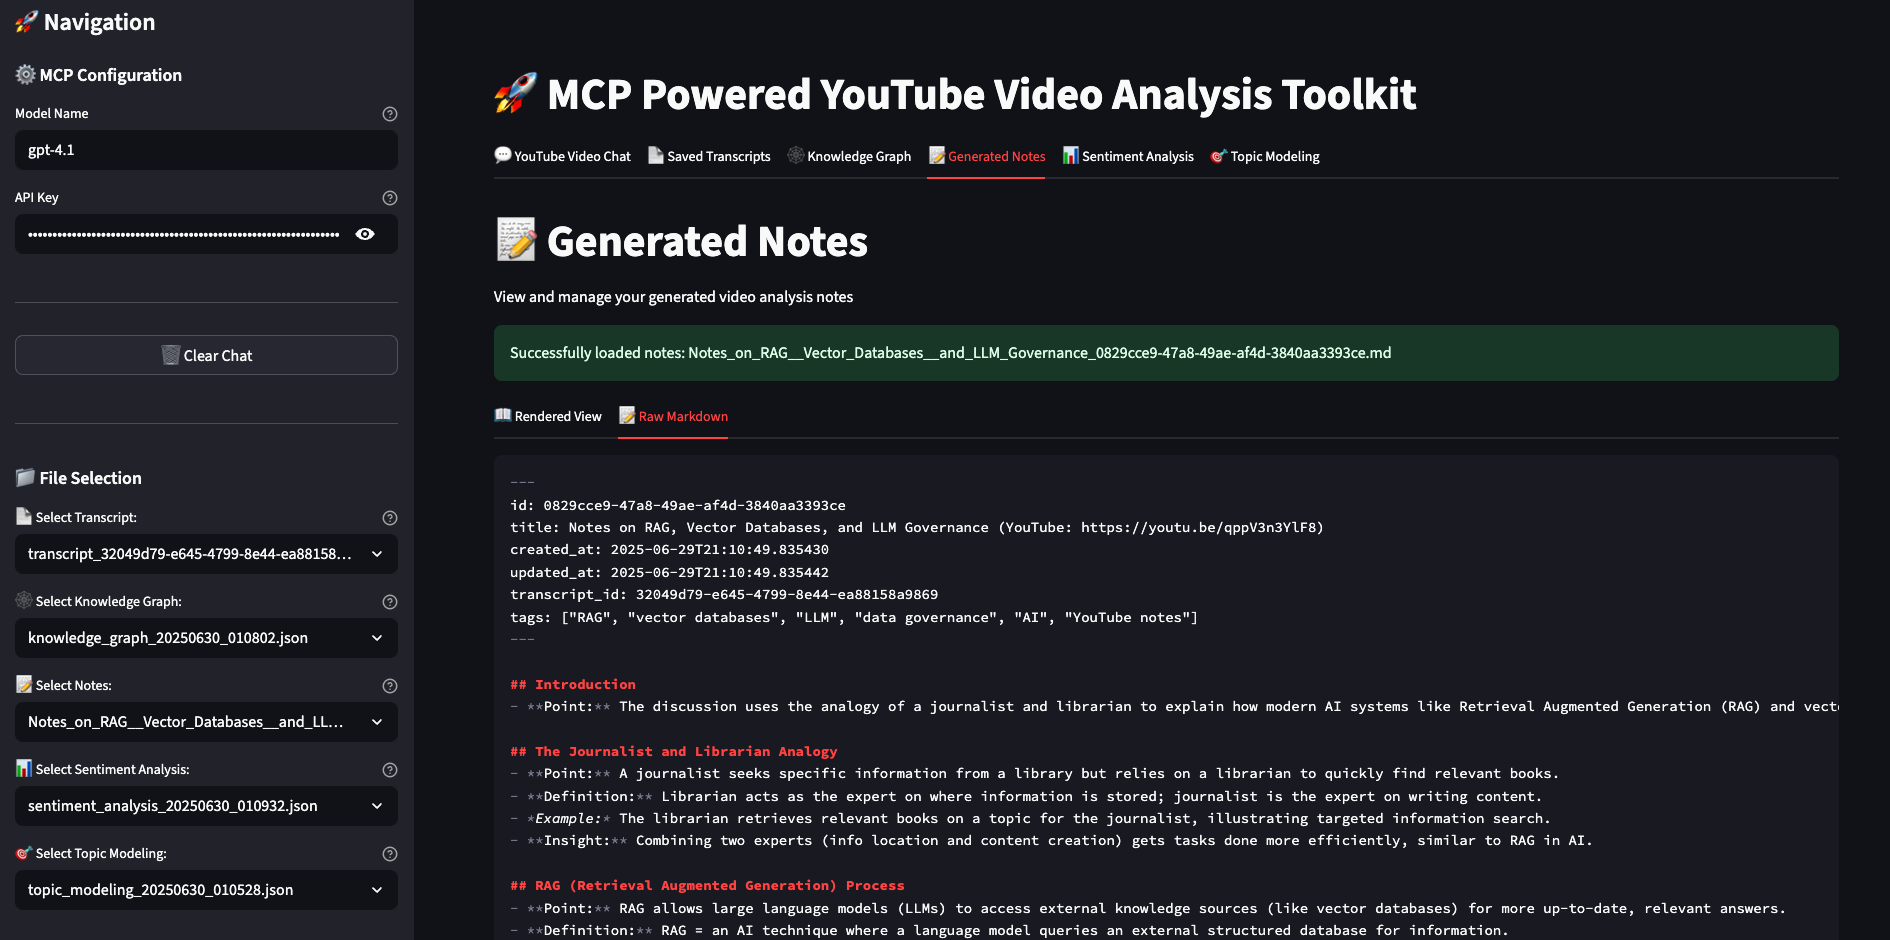 🚀 Navigation
⚙️ MCP Configuration
Model Name
gpt-4.1
API Key
🗑️ Clear Chat
📁 File Selection
📄 Select Transcript:
transcript_32049d79-e645-4799-8e44-ea88158...
🕸️ Select Knowledge Graph:
knowledge_graph_20250630_010802.json
📝 Select Notes:
Notes_on_RAG__Vector_Databases__and_LL...
📊 Select Sentiment Analysis:
sentiment_analysis_20250630_010932.json
🎯 Select Topic Modeling:
topic_modeling_20250630_010528.json
🚀 MCP Powered YouTube Video Analysis Toolkit
💬 YouTube Video Chat 📄 Saved Transcripts 🕸️ Knowledge Graph 📝 Generated Notes 📊 Sentiment Analysis 🎯 Topic Modeling
📝 Generated Notes
View and manage your generated video analysis notes
Successfully loaded notes: Notes_on_RAG__Vector_Databases__and_LLM_Governance_0829cce9-47a8-49ae-af4d-3840aa3393ce.md
📖 Rendered View 📝 Raw Markdown
---
id: 0829cce9-47a8-49ae-af4d-3840aa3393ce
title: Notes on RAG, Vector Databases, and LLM Governance (YouTube: https://youtu.be/qppV3n3YlF8)
created_at: 2025-06-29T21:10:49.835430
updated_at: 2025-06-29T21:10:49.835442
transcript_id: 32049d79-e645-4799-8e44-ea88158a9869
tags: ["RAG", "vector databases", "LLM", "data governance", "AI", "YouTube notes"]
---
## Introduction
- **Point:** The discussion uses the analogy of a journalist and librarian to explain how modern AI systems like Retrieval Augmented Generation (RAG) and vect
## The Journalist and Librarian Analogy
- **Point:** A journalist seeks specific information from a library but relies on a librarian to quickly find relevant books.
- **Definition:** Librarian acts as the expert on where information is stored; journalist is the expert on writing content.
- *Example:* The librarian retrieves relevant books on a topic for the journalist, illustrating targeted information search.
- **Insight:** Combining two experts (info location and content creation) gets tasks done more efficiently, similar to RAG in AI.
## RAG (Retrieval Augmented Generation) Process
- **Point:** RAG allows large language models (LLMs) to access external knowledge sources (like vector databases) for more up-to-date, relevant answers.
- **Definition:** RAG = an AI technique where a language model queries an external structured database for information.